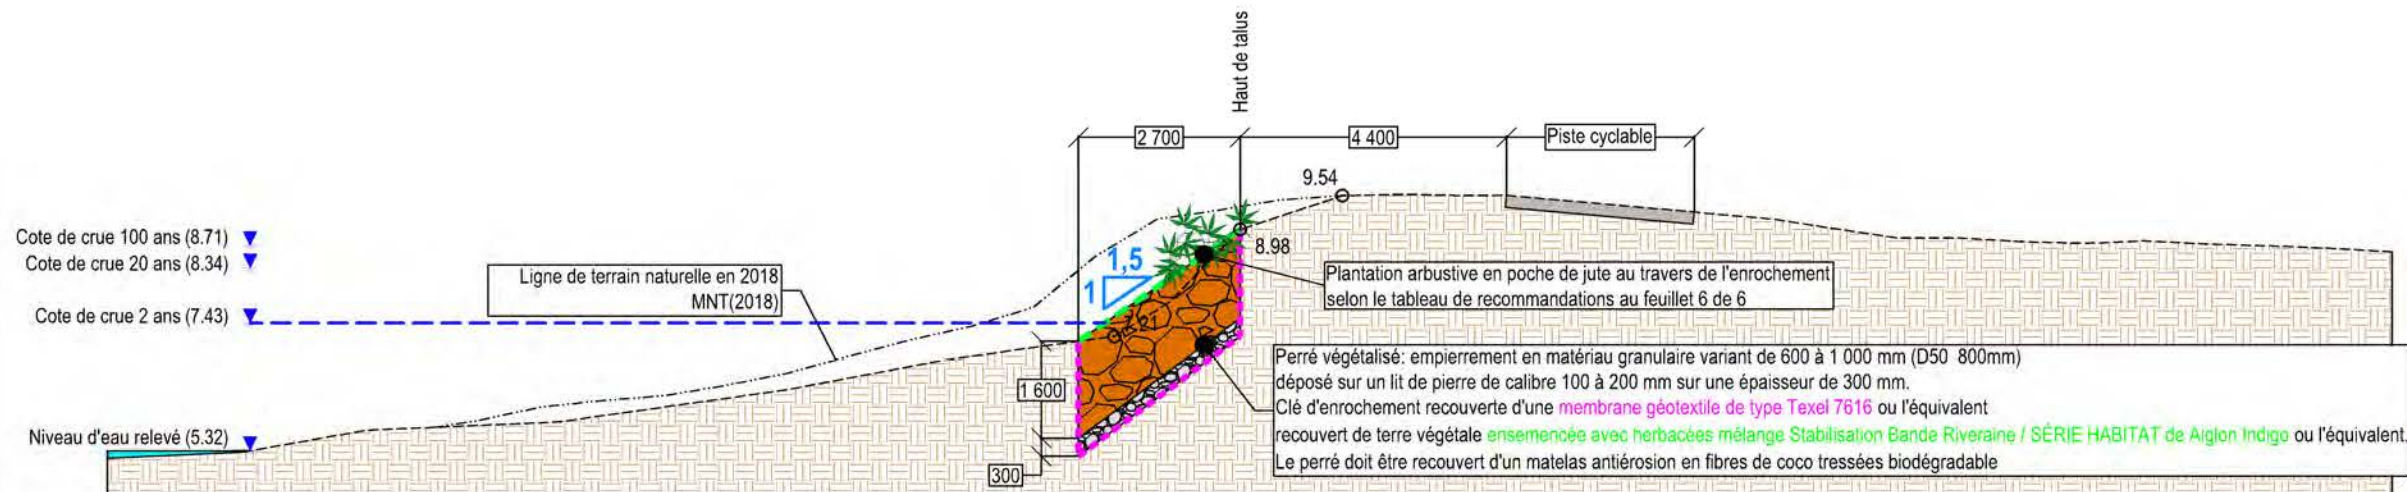 Haut de talus
2 700
4 400
Piste cyclable
9.54
8.98
Cote de crue 100 ans (8.71)
Cote de crue 20 ans (8.34)
Cote de crue 2 ans (7.43)
Niveau d'eau relevé (5.32)
Ligne de terrain naturelle en 2018
MNT(2018)
1,5
1
Plantation arbustive en poche de jute au travers de l'enrochement
selon le tableau de recommandations au feuillet 6 de 6
1 600
300
Perré végétalisé: empierrement en matériau granulaire variant de 600 à 1 000 mm (D50 800mm)
déposé sur un lit de pierre de calibre 100 à 200 mm sur une épaisseur de 300 mm.
Clé d'enrochement recouverte d'une membrane géotextile de type Texel 7616 ou l'équivalent
recouvert de terre végétale ensemencée avec herbacées mélange Stabilisation Bande Riveraine / SÉRIE HABITAT de Aiglon Indigo ou l'équivalent.
Le perré doit être recouvert d'un matelas antiérosion en fibres de coco tressées biodégradable